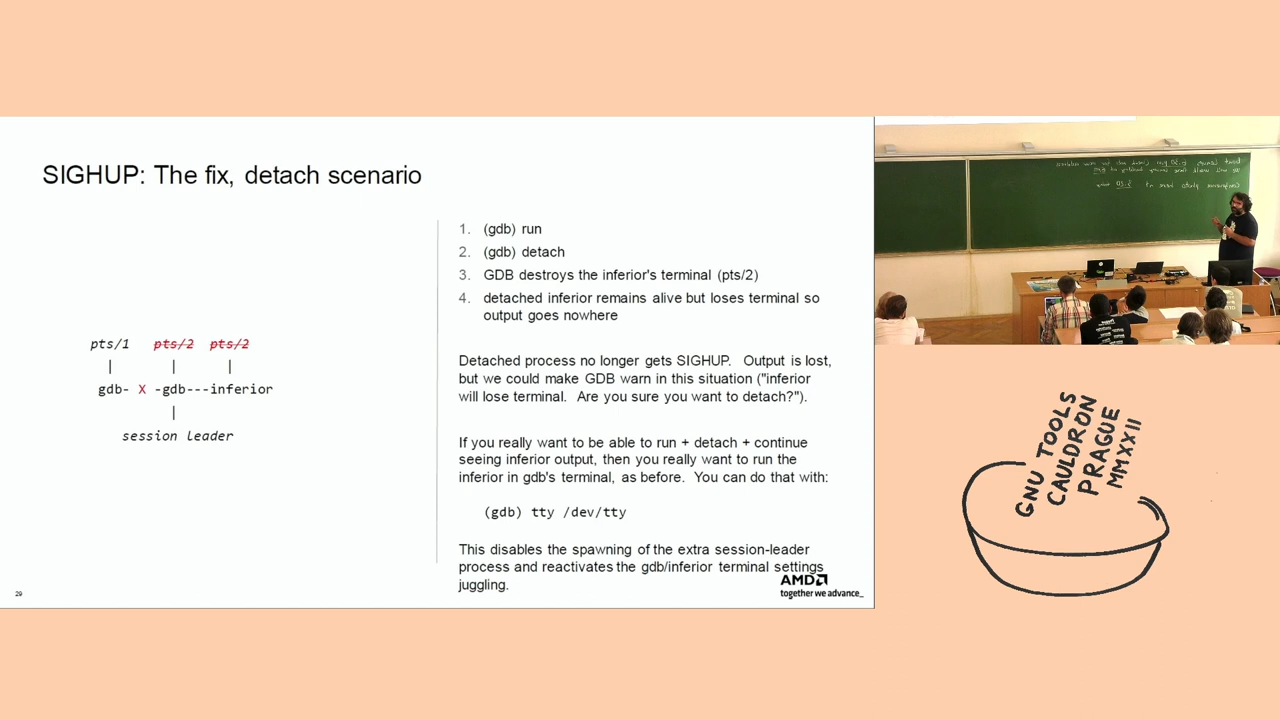 SIGHUP: The fix, detach scenario
pts/1 pts/2 pts/2
| | |
gdb- X -gdb---inferior
|
session leader
1. (gdb) run
2. (gdb) detach
3. GDB destroys the inferior's terminal (pts/2)
4. detached inferior remains alive but loses terminal so
output goes nowhere
Detached process no longer gets SIGHUP. Output is lost,
but we could make GDB warn in this situation ("inferior
will lose terminal. Are you sure you want to detach?").
If you really want to be able to run + detach + continue
seeing inferior output, then you really want to run the
inferior in gdb's terminal, as before. You can do that with:
(gdb) tty /dev/tty
This disables the spawning of the extra session-leader
process and reactivates the gdb/inferior terminal settings
juggling.
AMD
together we advance_
29
GNU TOOLS
CAULDRON
PRAGUE
MMXXII